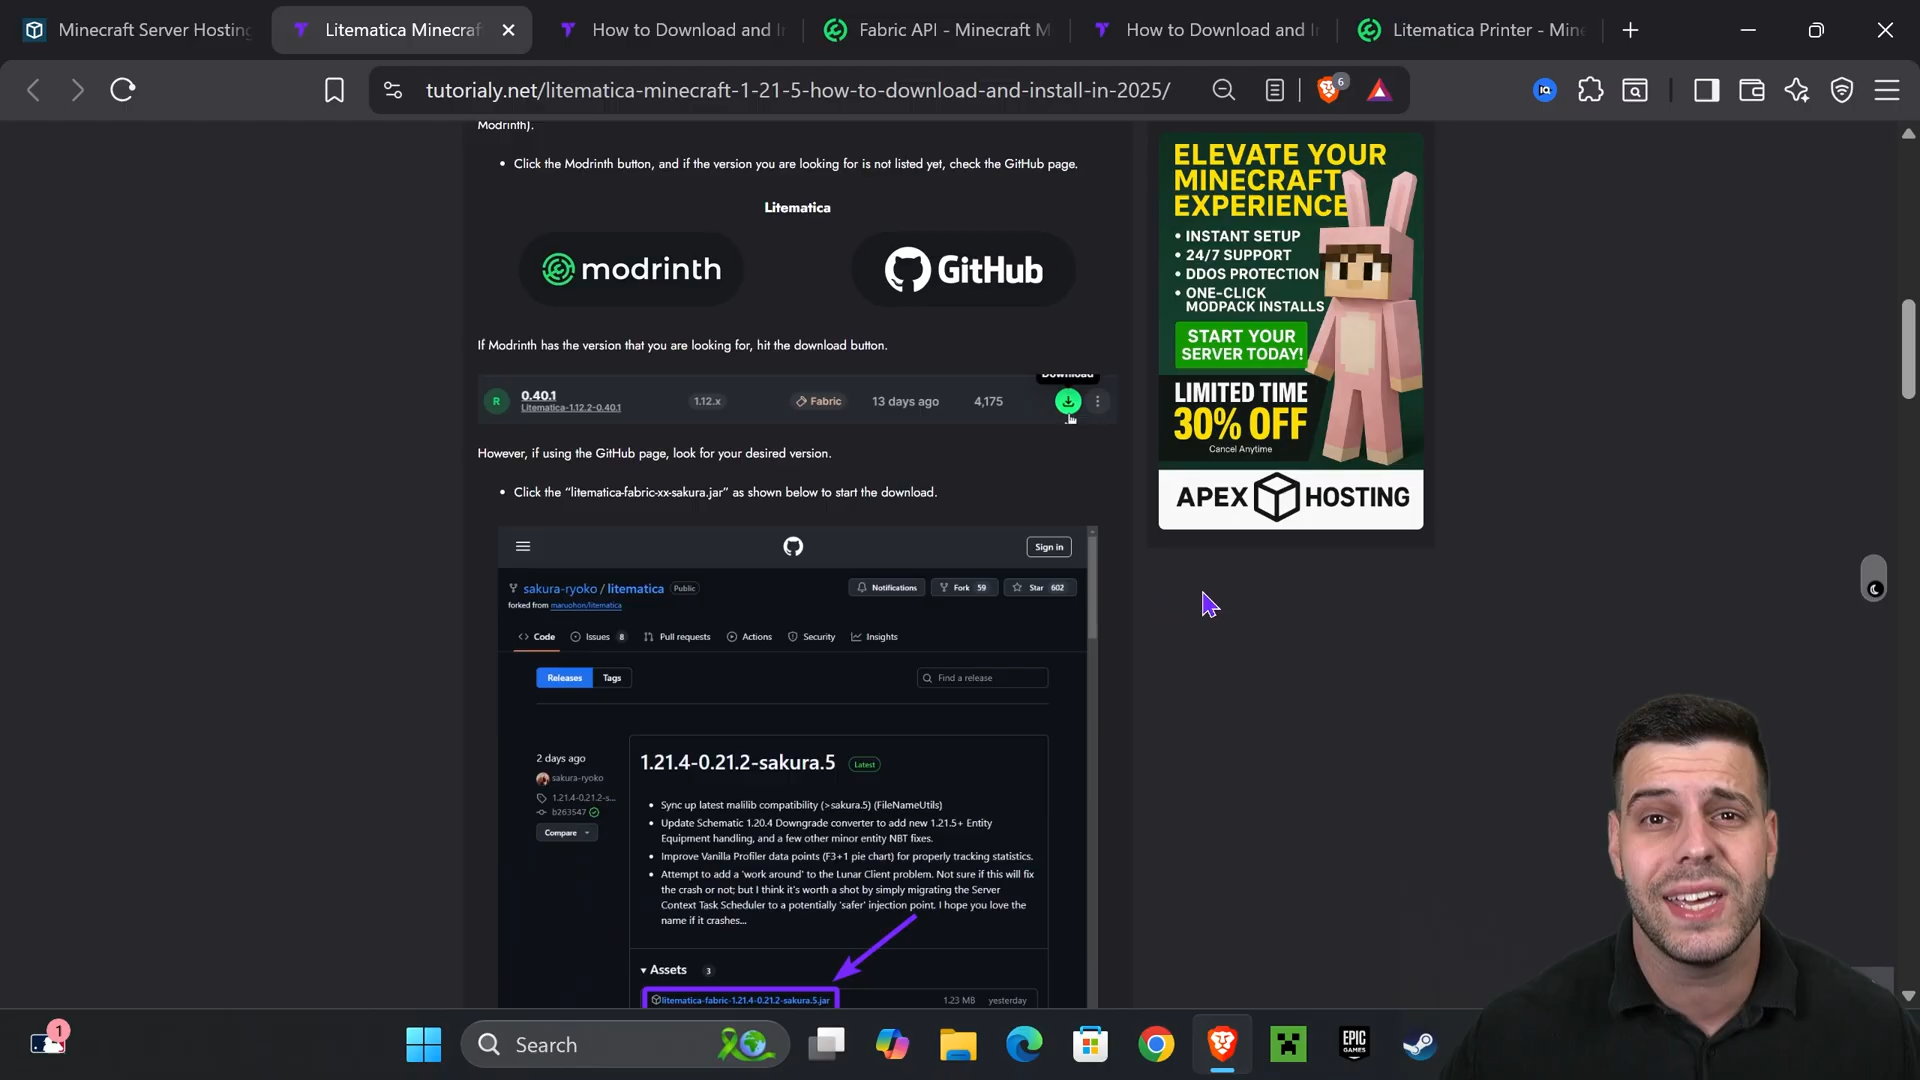 Minecraft Server Hosting
Litematica Minecraf
How to Download and I
Fabric API - Minecraft M
How to Download and I
Litematica Printer - Mine
tutorialy.net/litematica-minecraft-1-21-5-how-to-download-and-install-in-2025/
6
Modrinth).
• Click the Modrinth button, and if the version you are looking for is not listed yet, check the GitHub page.
Litematica
modrinth
GitHub
If Modrinth has the version that you are looking for, hit the download button.
Download
R
0.40.1
Litematica-1.12.2-0.40.1
1.12.x
Fabric
13 days ago
4,175
However, if using the GitHub page, look for your desired version.
• Click the “litematica-fabric-xx-sakura.jar” as shown below to start the download.
Sign in
sakura-ryoko / litematica
Public
Notifications
Fork 59
Star 602
forked from maruohon/litematica
Code
Issues 8
Pull requests
Actions
Security
Insights
Releases
Tags
Find a release
2 days ago
sakura-ryoko
1.21.4-0.21.2-s...
b263547
Compare
1.21.4-0.21.2-sakura.5
Latest
• Sync up latest malilib compatibility (>sakura.5) (FileNameUtils)
• Update Schematic 1.20.4 Downgrade converter to add new 1.21.5+ Entity
Equipment handling, and a few other minor entity NBT fixes.
• Improve Vanilla Profiler data points (F3+1 pie chart) for properly tracking statistics.
• Attempt to add a 'work around' to the Lunar Client problem. Not sure if this will fix
the crash or not; but I think it's worth a shot by simply migrating the Server
Context Task Scheduler to a potentially 'safer' injection point. I hope you love the
name if it crashes...
Assets 3
litematica-fabric-1.21.4-0.21.2-sakura.5.jar
1.23 MB
yesterday
ELEVATE YOUR
MINECRAFT
EXPERIENCE
• INSTANT SETUP
• 24/7 SUPPORT
• DDOS PROTECTION
• ONE-CLICK
MODPACK INSTALLS
START YOUR
SERVER TODAY!
LIMITED TIME
30% OFF
Cancel Anytime
APEX HOSTING
1
Search
EPIC
GAMES